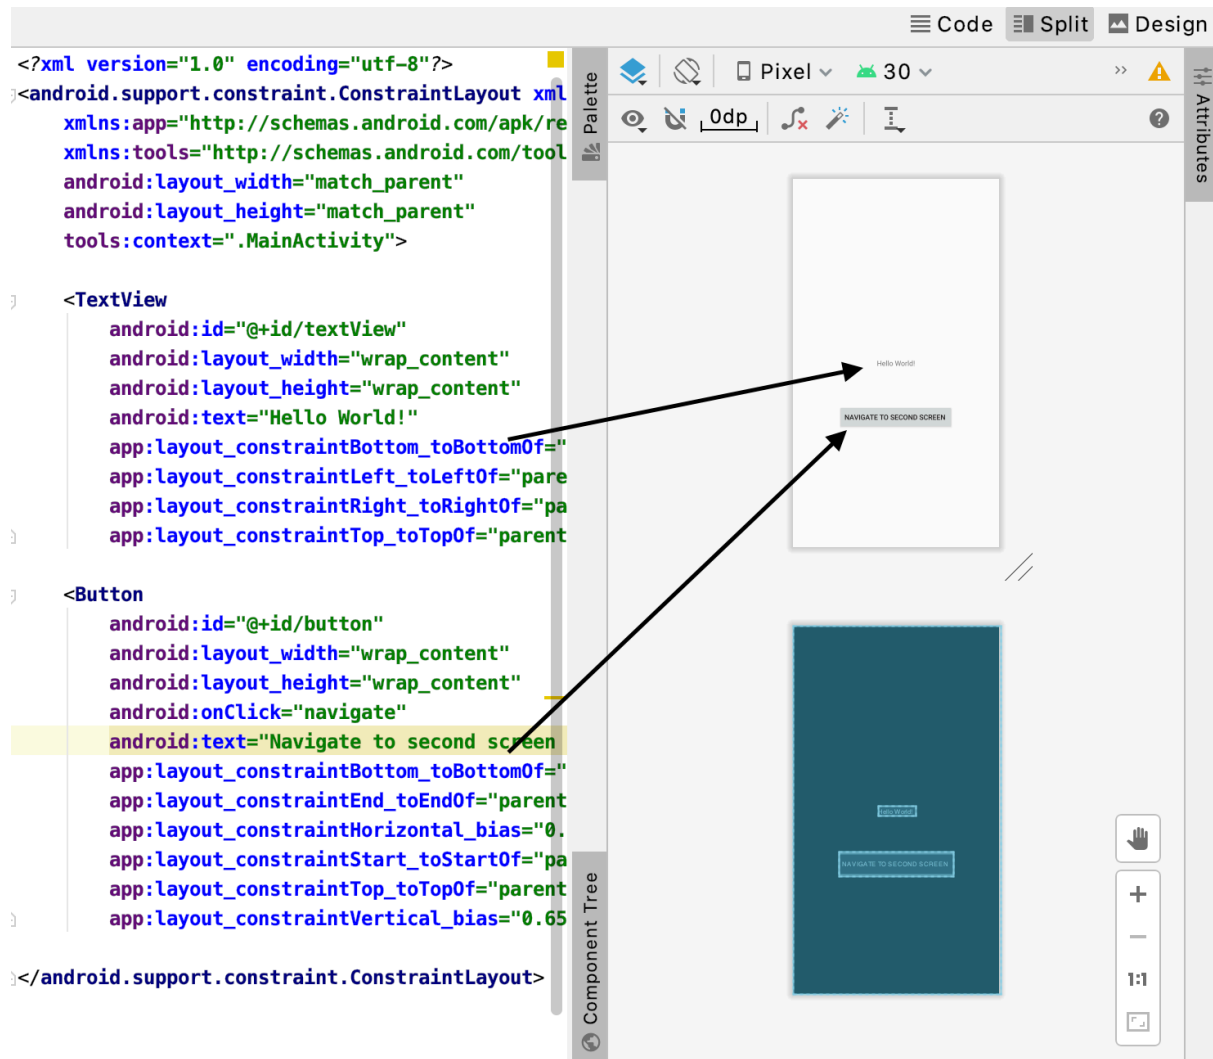 Code Split Design
<?xml version="1.0" encoding="utf-8"?>
<android.support.constraint.ConstraintLayout xml
xmlns:app="http://schemas.android.com/apk/re
xmlns:tools="http://schemas.android.com/tool
android:layout_width="match_parent"
android:layout_height="match_parent"
tools:context=".MainActivity">
<TextView
android:id="@+id/textView"
android:layout_width="wrap_content"
android:layout_height="wrap_content"
android:text="Hello World!"
app:layout_constraintBottom_toBottomOf="
app:layout_constraintLeft_toLeftOf="pare
app:layout_constraintRight_toRightOf="pa
app:layout_constraintTop_toTopOf="parent
<Button
android:id="@+id/button"
android:layout_width="wrap_content"
android:layout_height="wrap_content"
android:onClick="navigate"
android:text="Navigate to second screen
app:layout_constraintBottom_toBottomOf="
app:layout_constraintEnd_toEndOf="parent
app:layout_constraintHorizontal_bias="0.
app:layout_constraintStart_toStartOf="pa
app:layout_constraintTop_toTopOf="parent
app:layout_constraintVertical_bias="0.65
</android.support.constraint.ConstraintLayout>
Palette
Component Tree
Pixel 30
0dp
Hello World!
NAVIGATE TO SECOND SCREEN
Hello World!
NAVIGATE TO SECOND SCREEN
1:1
Attributes